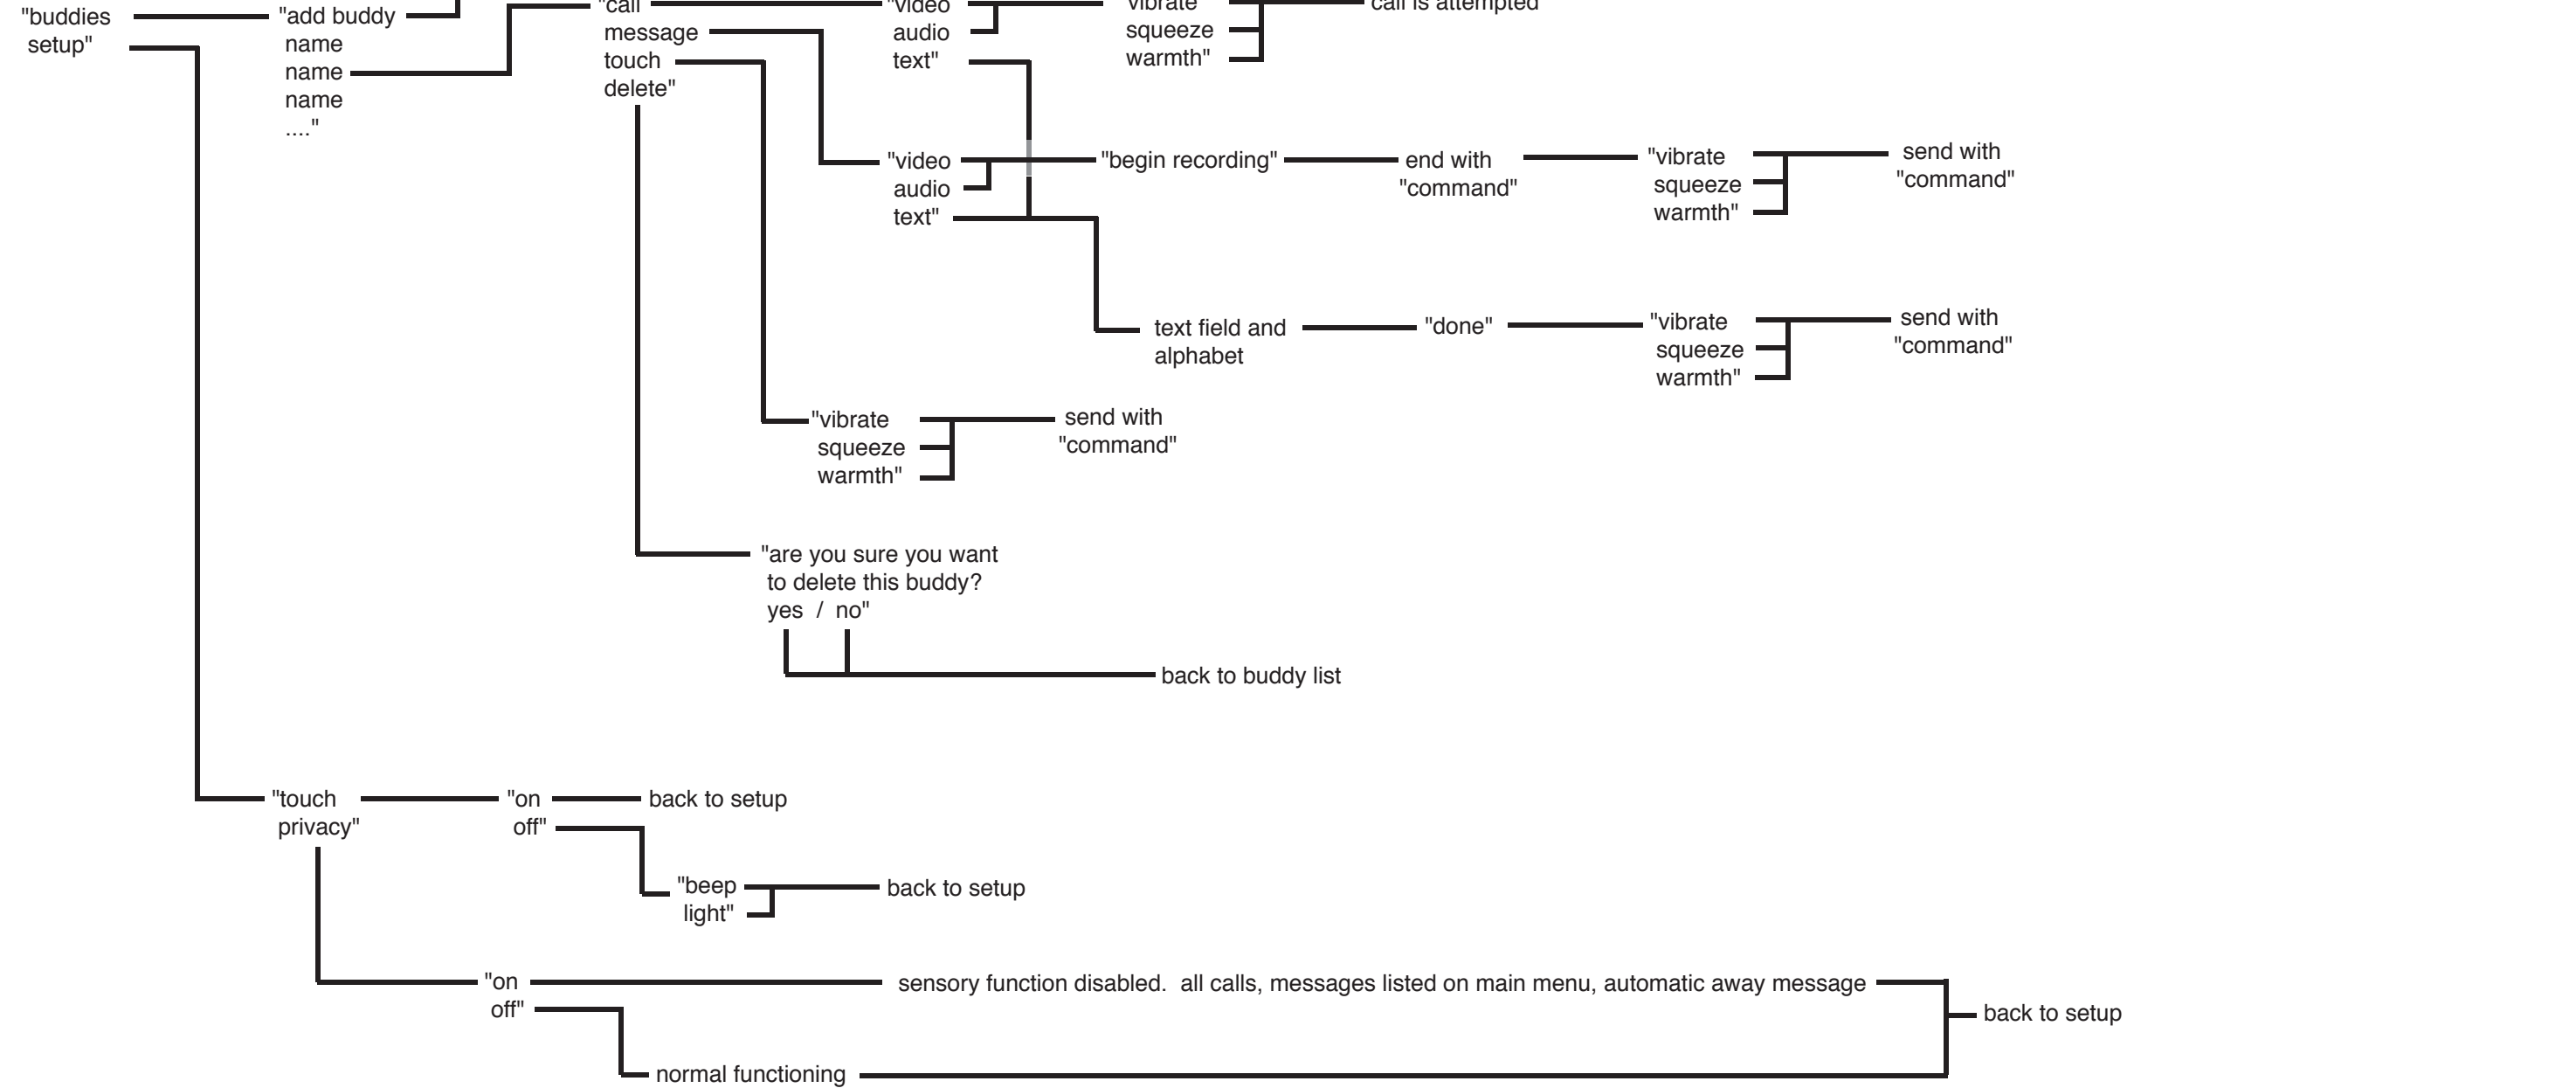 "buddies
setup"
"add buddy
name
name
name
...."
"call
message
touch
delete"
"video
audio
text"
vibrate
squeeze
warmth"
call is attempted
"video
audio
text"
"begin recording"
end with
"command"
"vibrate
squeeze
warmth"
send with
"command"
text field and
alphabet
"done"
"vibrate
squeeze
warmth"
send with
"command"
"vibrate
squeeze
warmth"
send with
"command"
"are you sure you want
to delete this buddy?
yes / no"
back to buddy list
"touch
privacy"
"on
off"
back to setup
"beep
light"
back to setup
"on
off"
sensory function disabled.  all calls, messages listed on main menu, automatic away message
back to setup
normal functioning